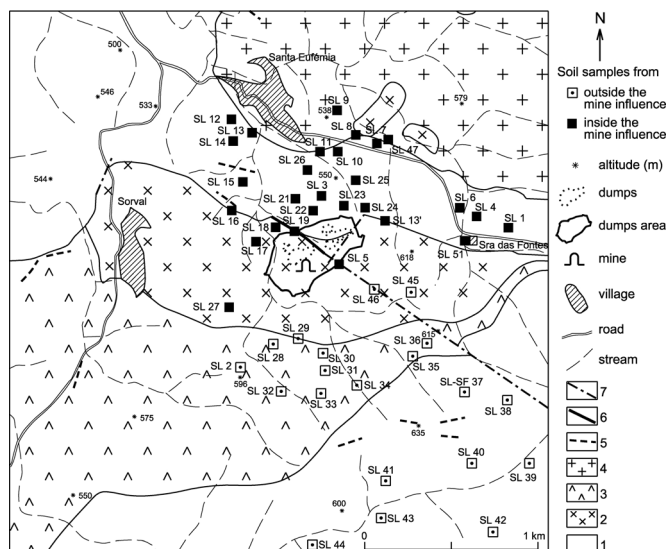 N
Santa Eufémia
500
546
533
538
579
SL 9
SL 12
SL 13
SL 14
SL 8
SL 7
SL 47
SL 11
SL 10
SL 26
550
SL 25
544
SL 15
SL 3
SL 21
SL 23
SL 24
SL 22
SL 6
SL 4
SL 1
Sorval
SL 16
SL 19
SL 18
SL 13'
SL 17
SL 51
Sra das Fontes
SL 5
618
SL 46
SL 45
SL 27
SL 29
SL 28
615
SL 36
SL 30
SL 35
SL 2
596
SL 31
SL 34
SL 32
SL 33
SL-SF 37
SL 38
575
635
SL 40
SL 39
SL 41
550
600
SL 43
SL 42
SL 44
0
1 km
Soil samples from
outside the
mine influence
inside the
mine influence
altitude (m)
dumps
dumps area
mine
village
road
stream
7
6
5
4
3
2
1